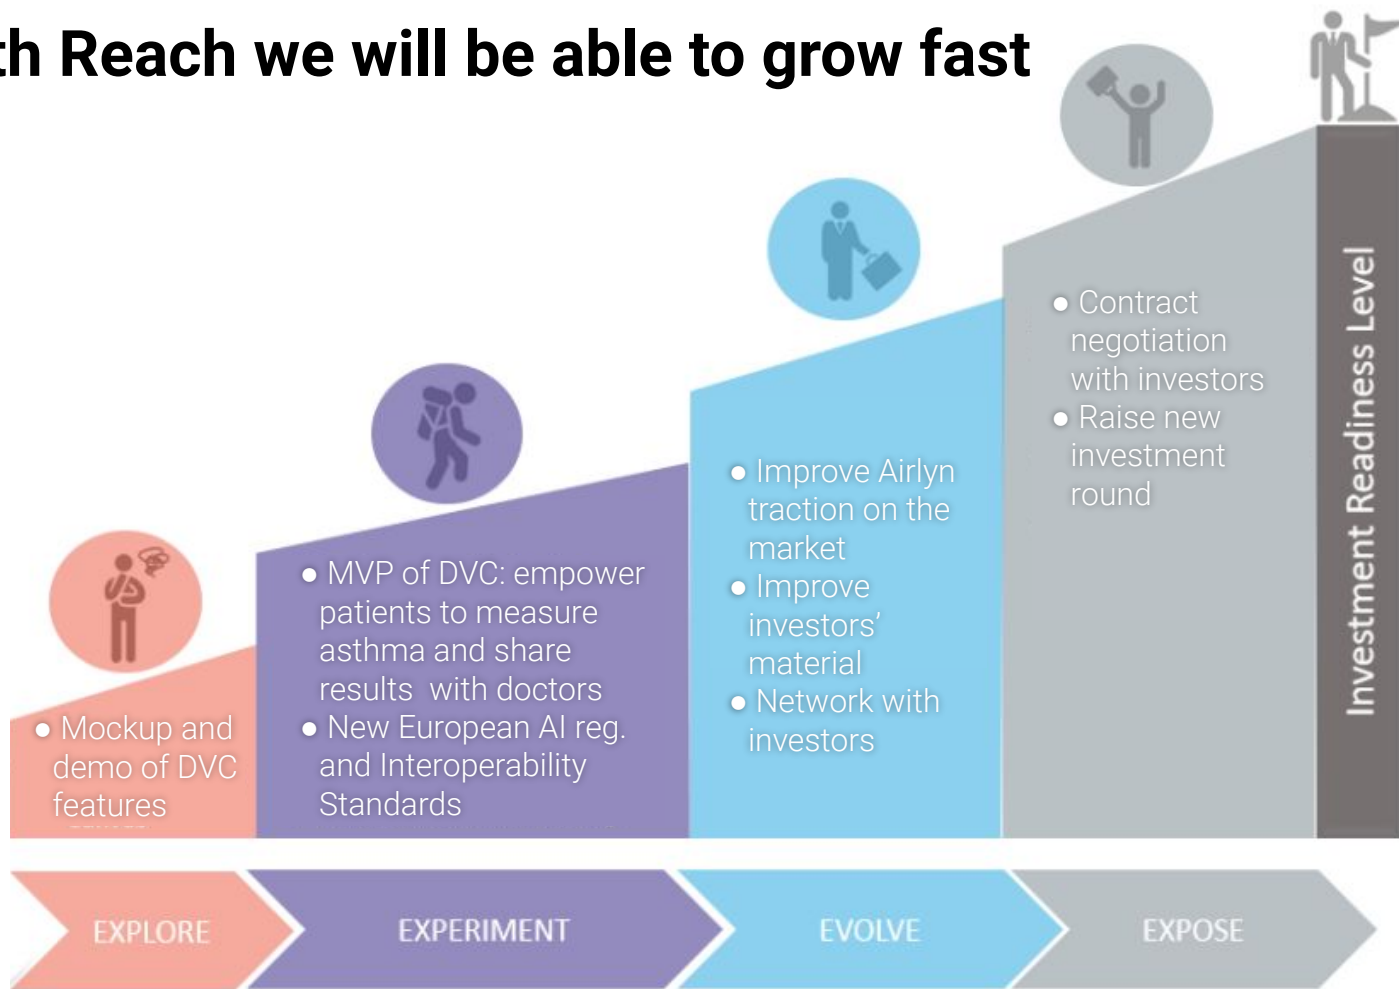 th Reach we will be able to grow fast
● Mockup and
demo of DVC
features
● MVP of DVC: empower
patients to measure
asthma and share
results with doctors
● New European AI reg.
and Interoperability
Standards
● Improve Airlyn
traction on the
market
● Improve
investors’
material
● Network with
investors
● Contract
negotiation
with investors
● Raise new
investment
round
Investment Readiness Level
EXPLORE
EXPERIMENT
EVOLVE
EXPOSE